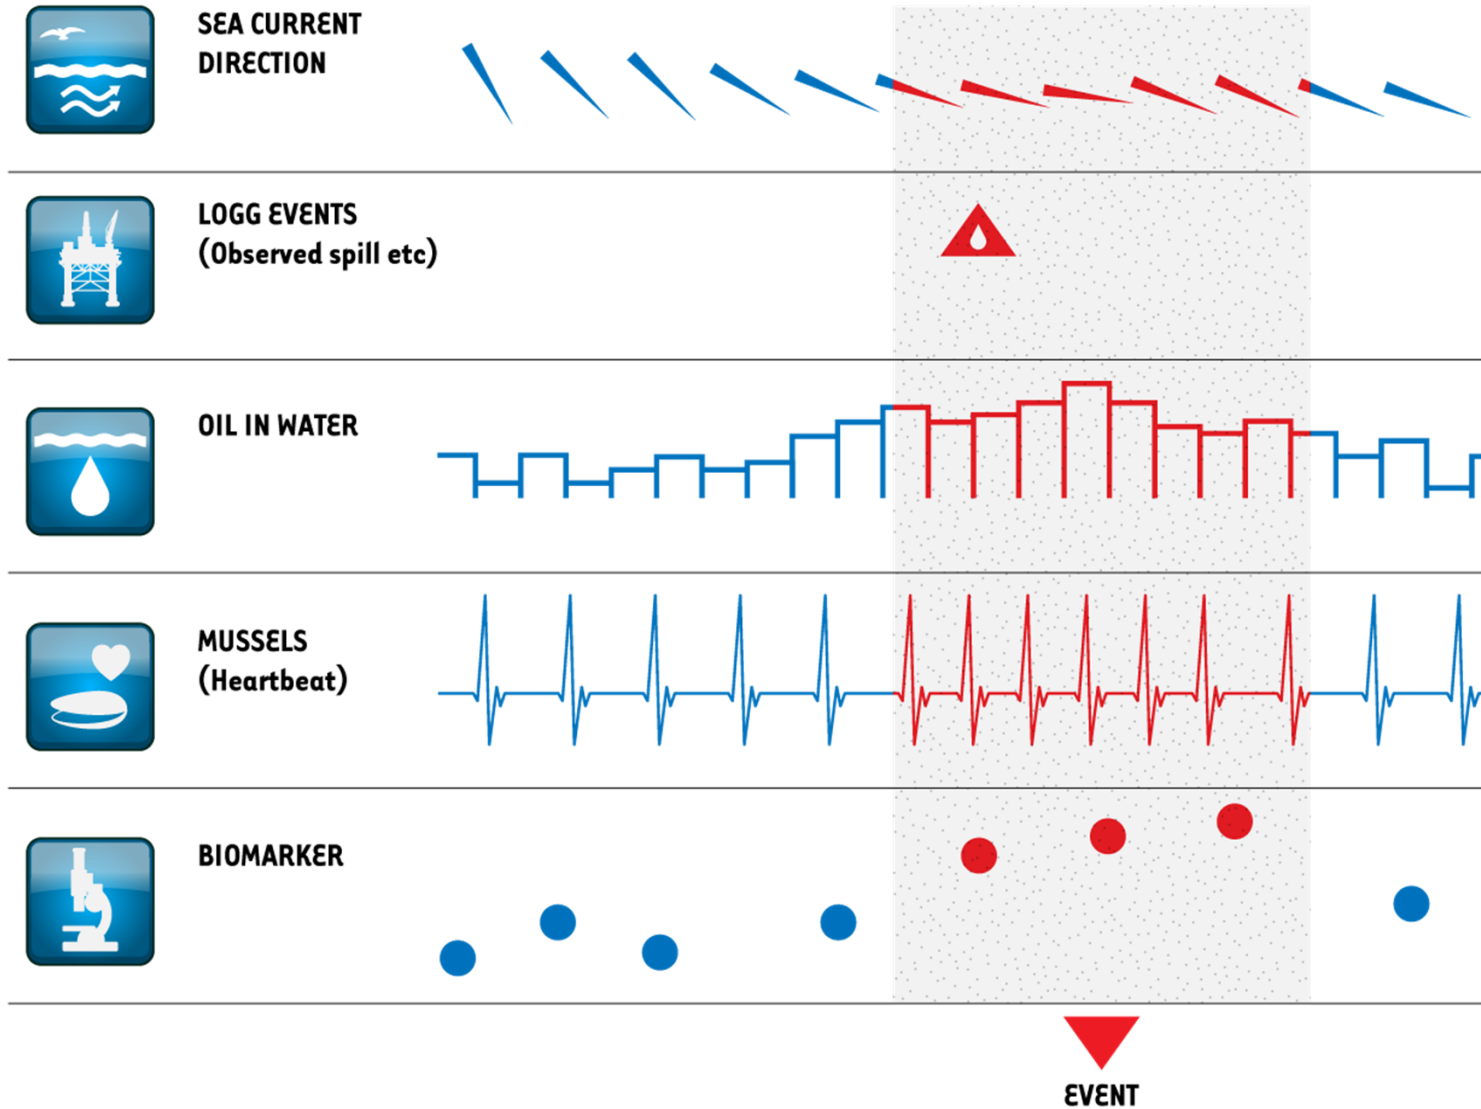 SEA CURRENT
DIRECTION
LOGG EVENTS
(Observed spill etc)
OIL IN WATER
MUSSELS
(Heartbeat)
BIOMARKER
EVENT